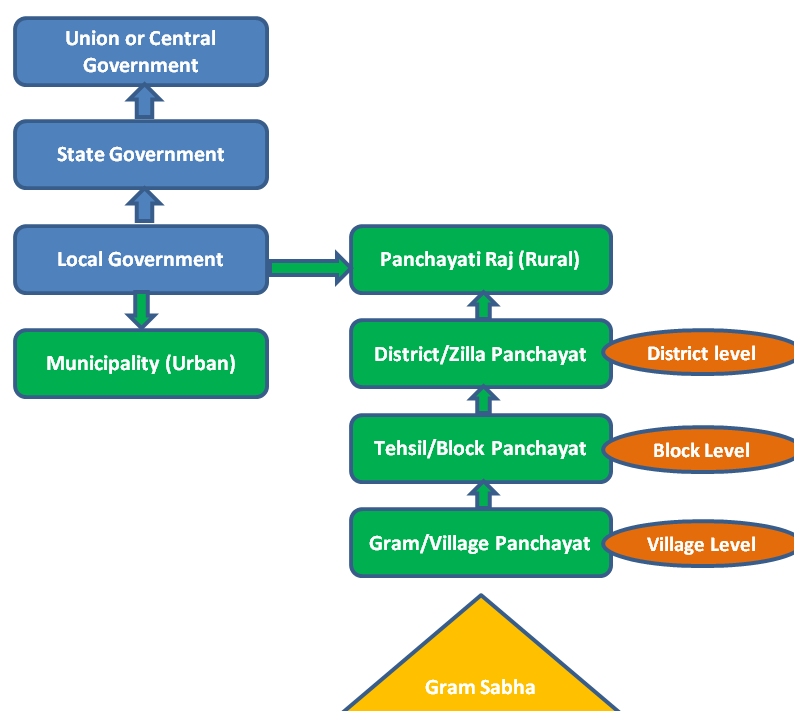 Union or Central
Government
State Government
Local Government
Panchayati Raj (Rural)
Municipality (Urban)
District/Zilla Panchayat
District level
Tehsil/Block Panchayat
Block Level
Gram/Village Panchayat
Village Level
Gram Sabha